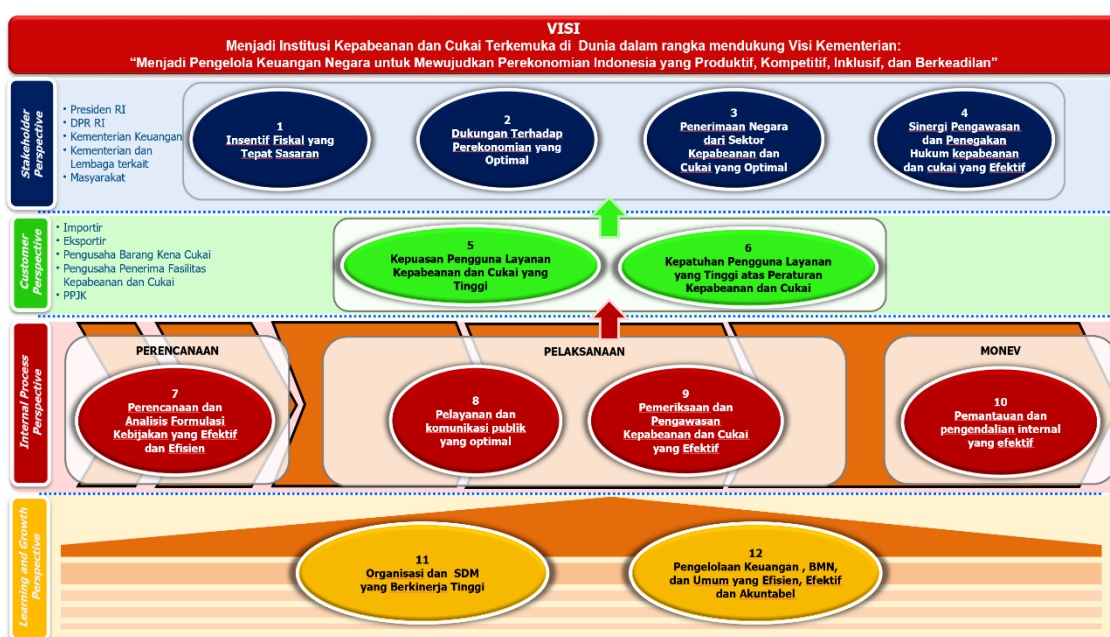 VISI
Menjadi Institusi Kepabeanan dan Cukai Terkemuka di Dunia dalam rangka mendukung Visi Kementerian:
“Menjadi Pengelola Keuangan Negara untuk Mewujudkan Perekonomian Indonesia yang Produktif, Kompetitif, Inklusif, dan Berkeadilan”
Stakeholder
Perspective
• Presiden RI
• DPR RI
• Kementerian Keuangan
• Kementerian dan
Lembaga terkait
• Masyarakat
1
Insentif Fiskal yang
Tepat Sasaran
2
Dukungan Terhadap
Perekonomian yang
Optimal
3
Penerimaan Negara
dari Sektor
Kepabeanan dan
Cukai yang Optimal
4
Sinergi Pengawasan
dan Penegakan
Hukum kepabeanan
dan cukai yang Efektif
Customer
Perspective
• Importir
• Eksportir
• Pengusaha Barang Kena Cukai
• Pengusaha Penerima Fasilitas
Kepabeanan dan Cukai
• PPJK
5
Kepuasan Pengguna Layanan
Kepabeanan dan Cukai yang
Tinggi
6
Kepatuhan Pengguna Layanan
yang Tinggi atas Peraturan
Kepabeanan dan Cukai
Internal Process
Perspective
PERENCANAAN
7
Perencanaan dan
Analisis Formulasi
Kebijakan yang Efektif
dan Efisien
PELAKSANAAN
8
Pelayanan dan
komunikasi publik
yang optimal
9
Pemeriksaan dan
Pengawasan
Kepabeanan dan Cukai
yang Efektif
MONEV
10
Pemantauan dan
pengendalian internal
yang efektif
Learning and Growth
Perspective
11
Organisasi dan SDM
yang Berkinerja Tinggi
12
Pengelolaan Keuangan , BMN,
dan Umum yang Efisien, Efektif
dan Akuntabel